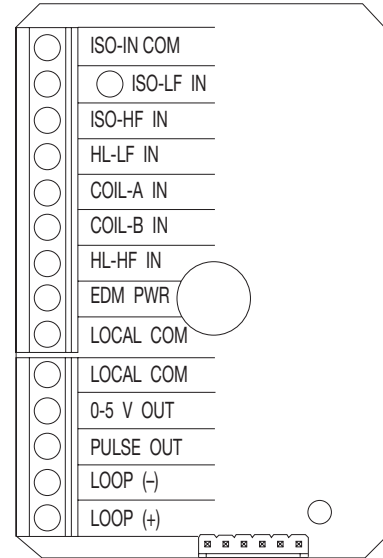 ISO-IN COM
ISO-LF IN
ISO-HF IN
HL-LF IN
COIL-A IN
COIL-B IN
HL-HF IN
EDM PWR
LOCAL COM
LOCAL COM
0-5 V OUT
PULSE OUT
LOOP (–)
LOOP (+)